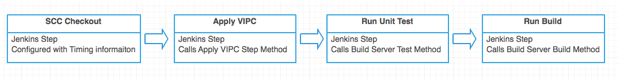 SCC Checkout
Jenkins Step
Configured with Timing informaiton
Apply VIPC
Jenkins Step
Calls Apply VIPC Step Method
Run Unit Test
Jenkins Step
Calls Build Server Test Method
Run Build
Jenkins Step
Calls Build Server Build Method